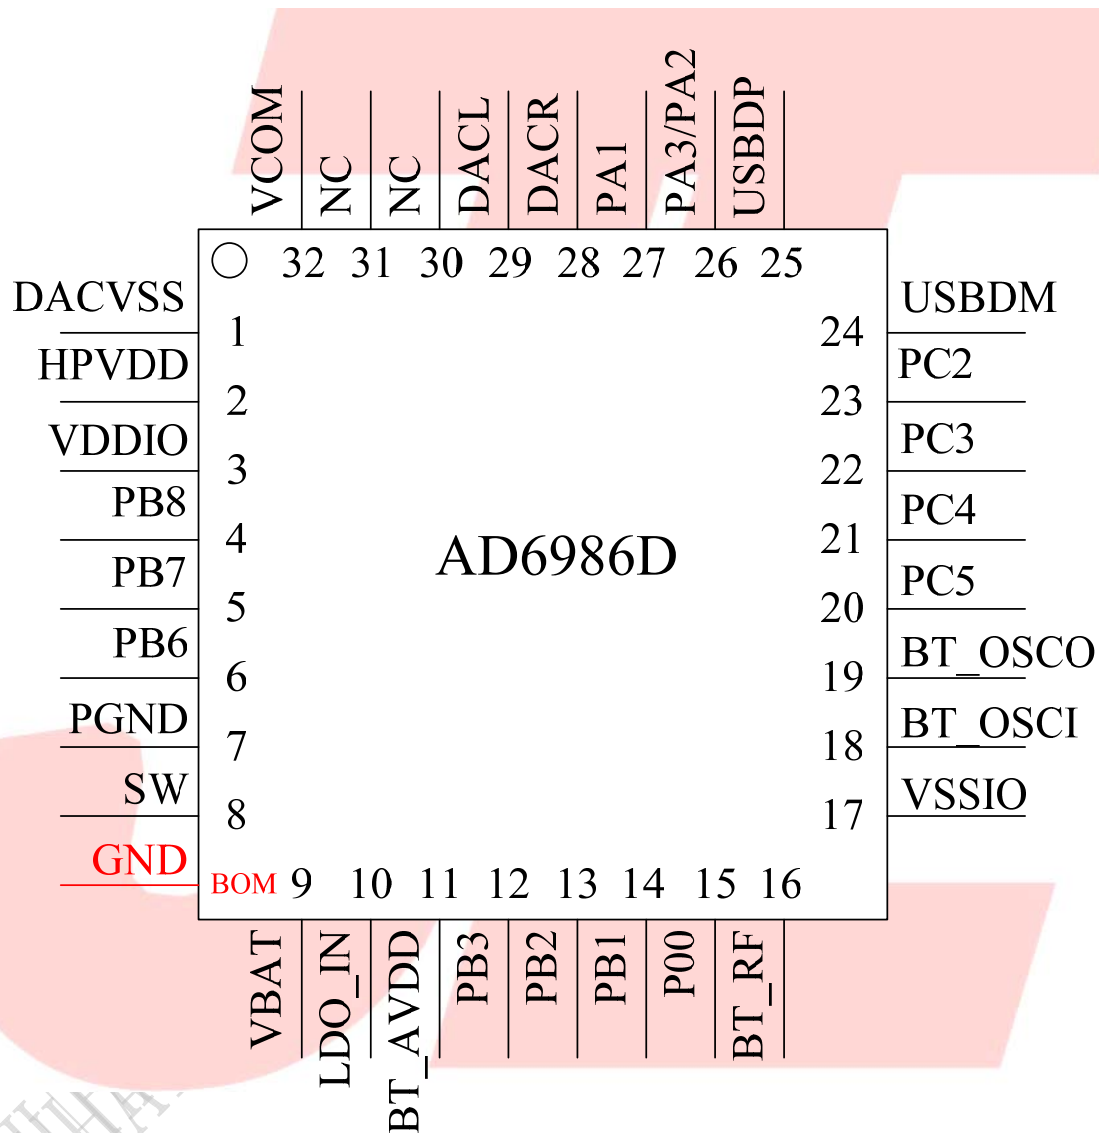 VCOM
NC
NC
DACL
DACR
PA1
PA3/PA2
USBDP
32 31 30 29 28 27 26 25
DACVSS
1
HPVDD
2
VDDIO
3
PB8
4
PB7
5
PB6
6
PGND
7
SW
8
GND
BOM
AD6986D
USBDM
24
PC2
23
PC3
22
PC4
21
PC5
20
BT_OSCO
19
BT_OSCI
18
VSSIO
17
9 10 11 12 13 14 15 16
VBAT
LDO_IN
BT_AVDD
PB3
PB2
PB1
P00
BT_RF